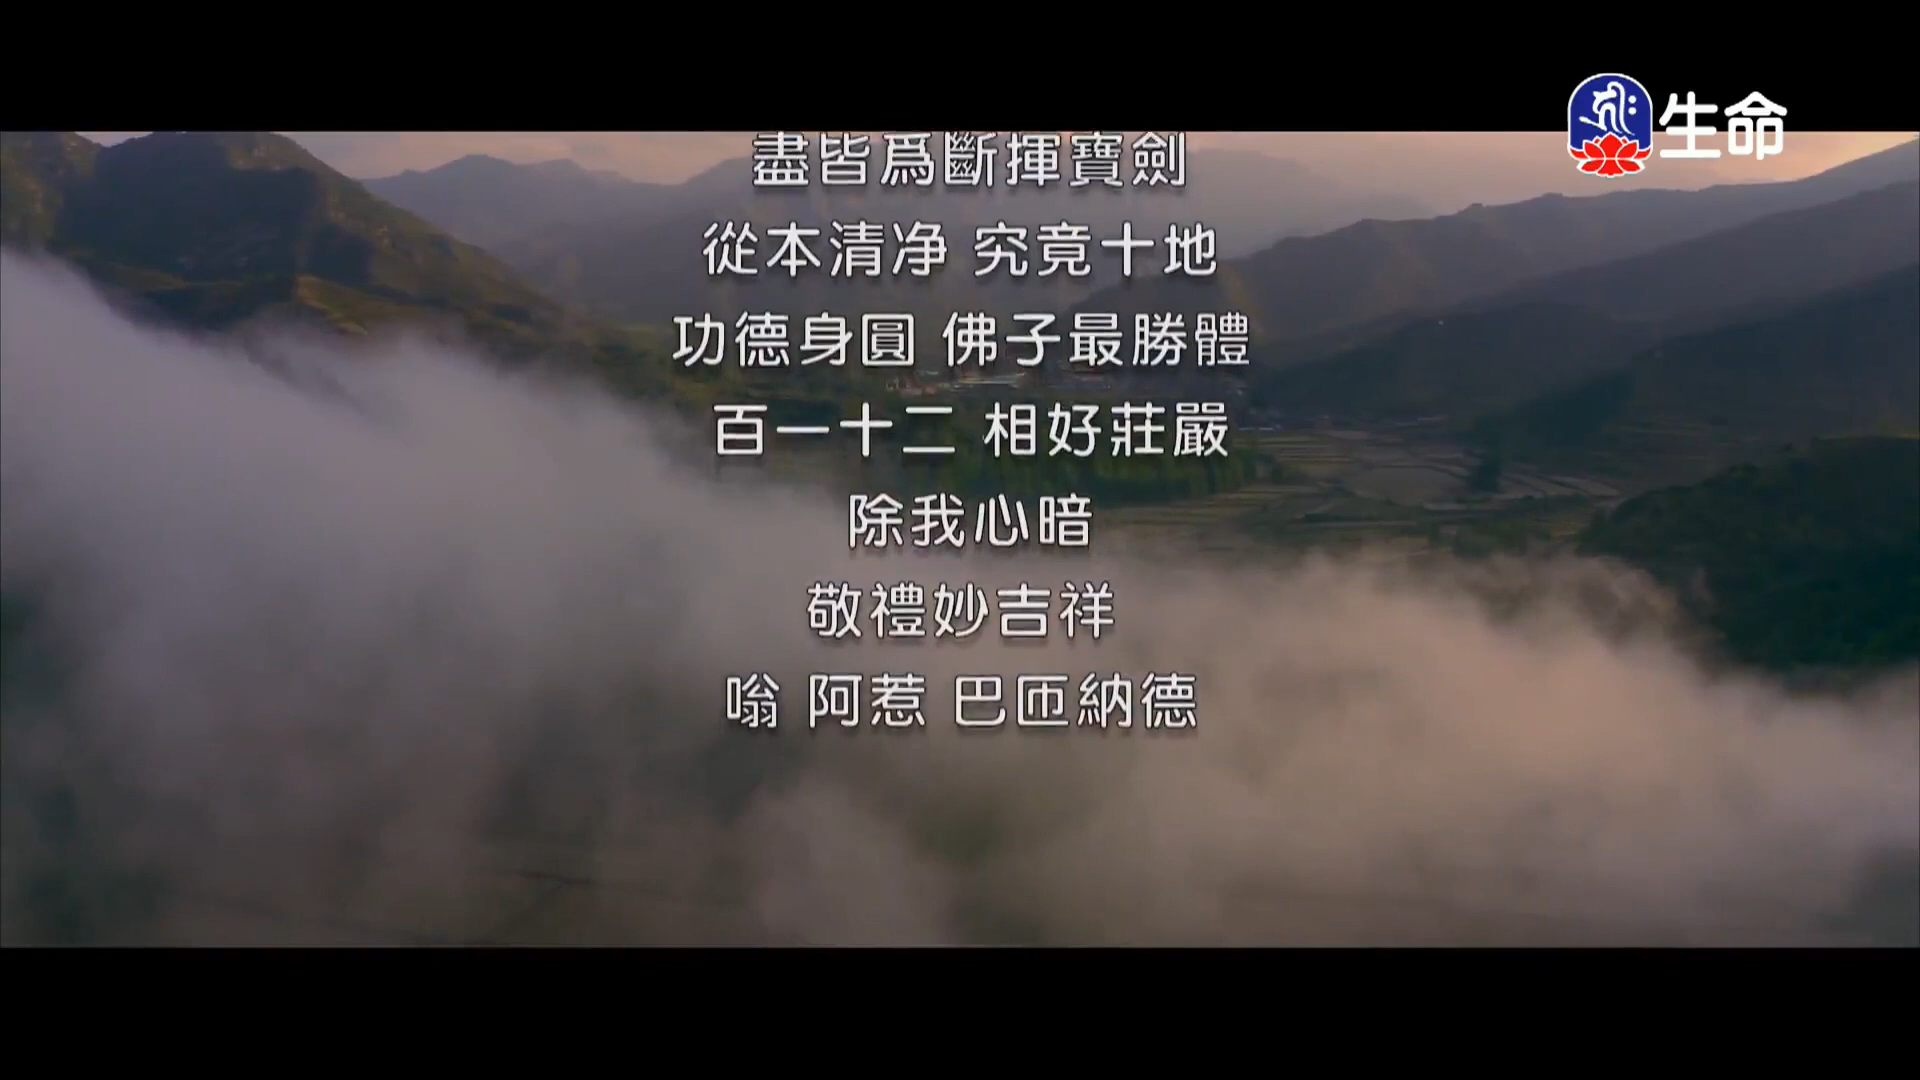 生命
盡皆爲斷揮寶劍
從本清净 究竟十地
功德身圓 佛子最勝體
百一十二 相好莊嚴
除我心暗
敬禮妙吉祥
嗡 阿惹 巴匝納德